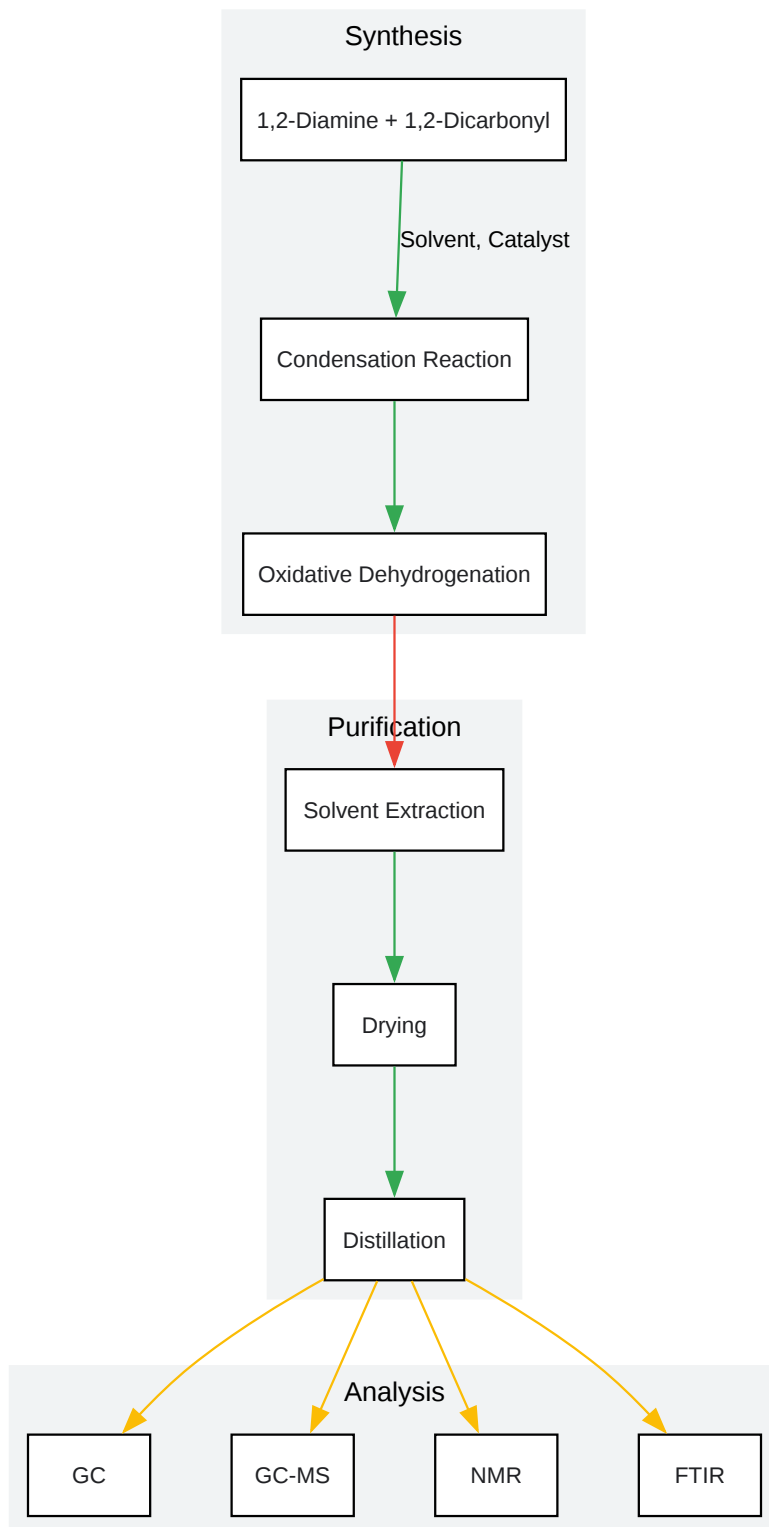 Synthesis
1,2-Diamine + 1,2-Dicarbonyl
Solvent, Catalyst
Condensation Reaction
Oxidative Dehydrogenation
Purification
Solvent Extraction
Drying
Distillation
Analysis
GC
GC-MS
NMR
FTIR